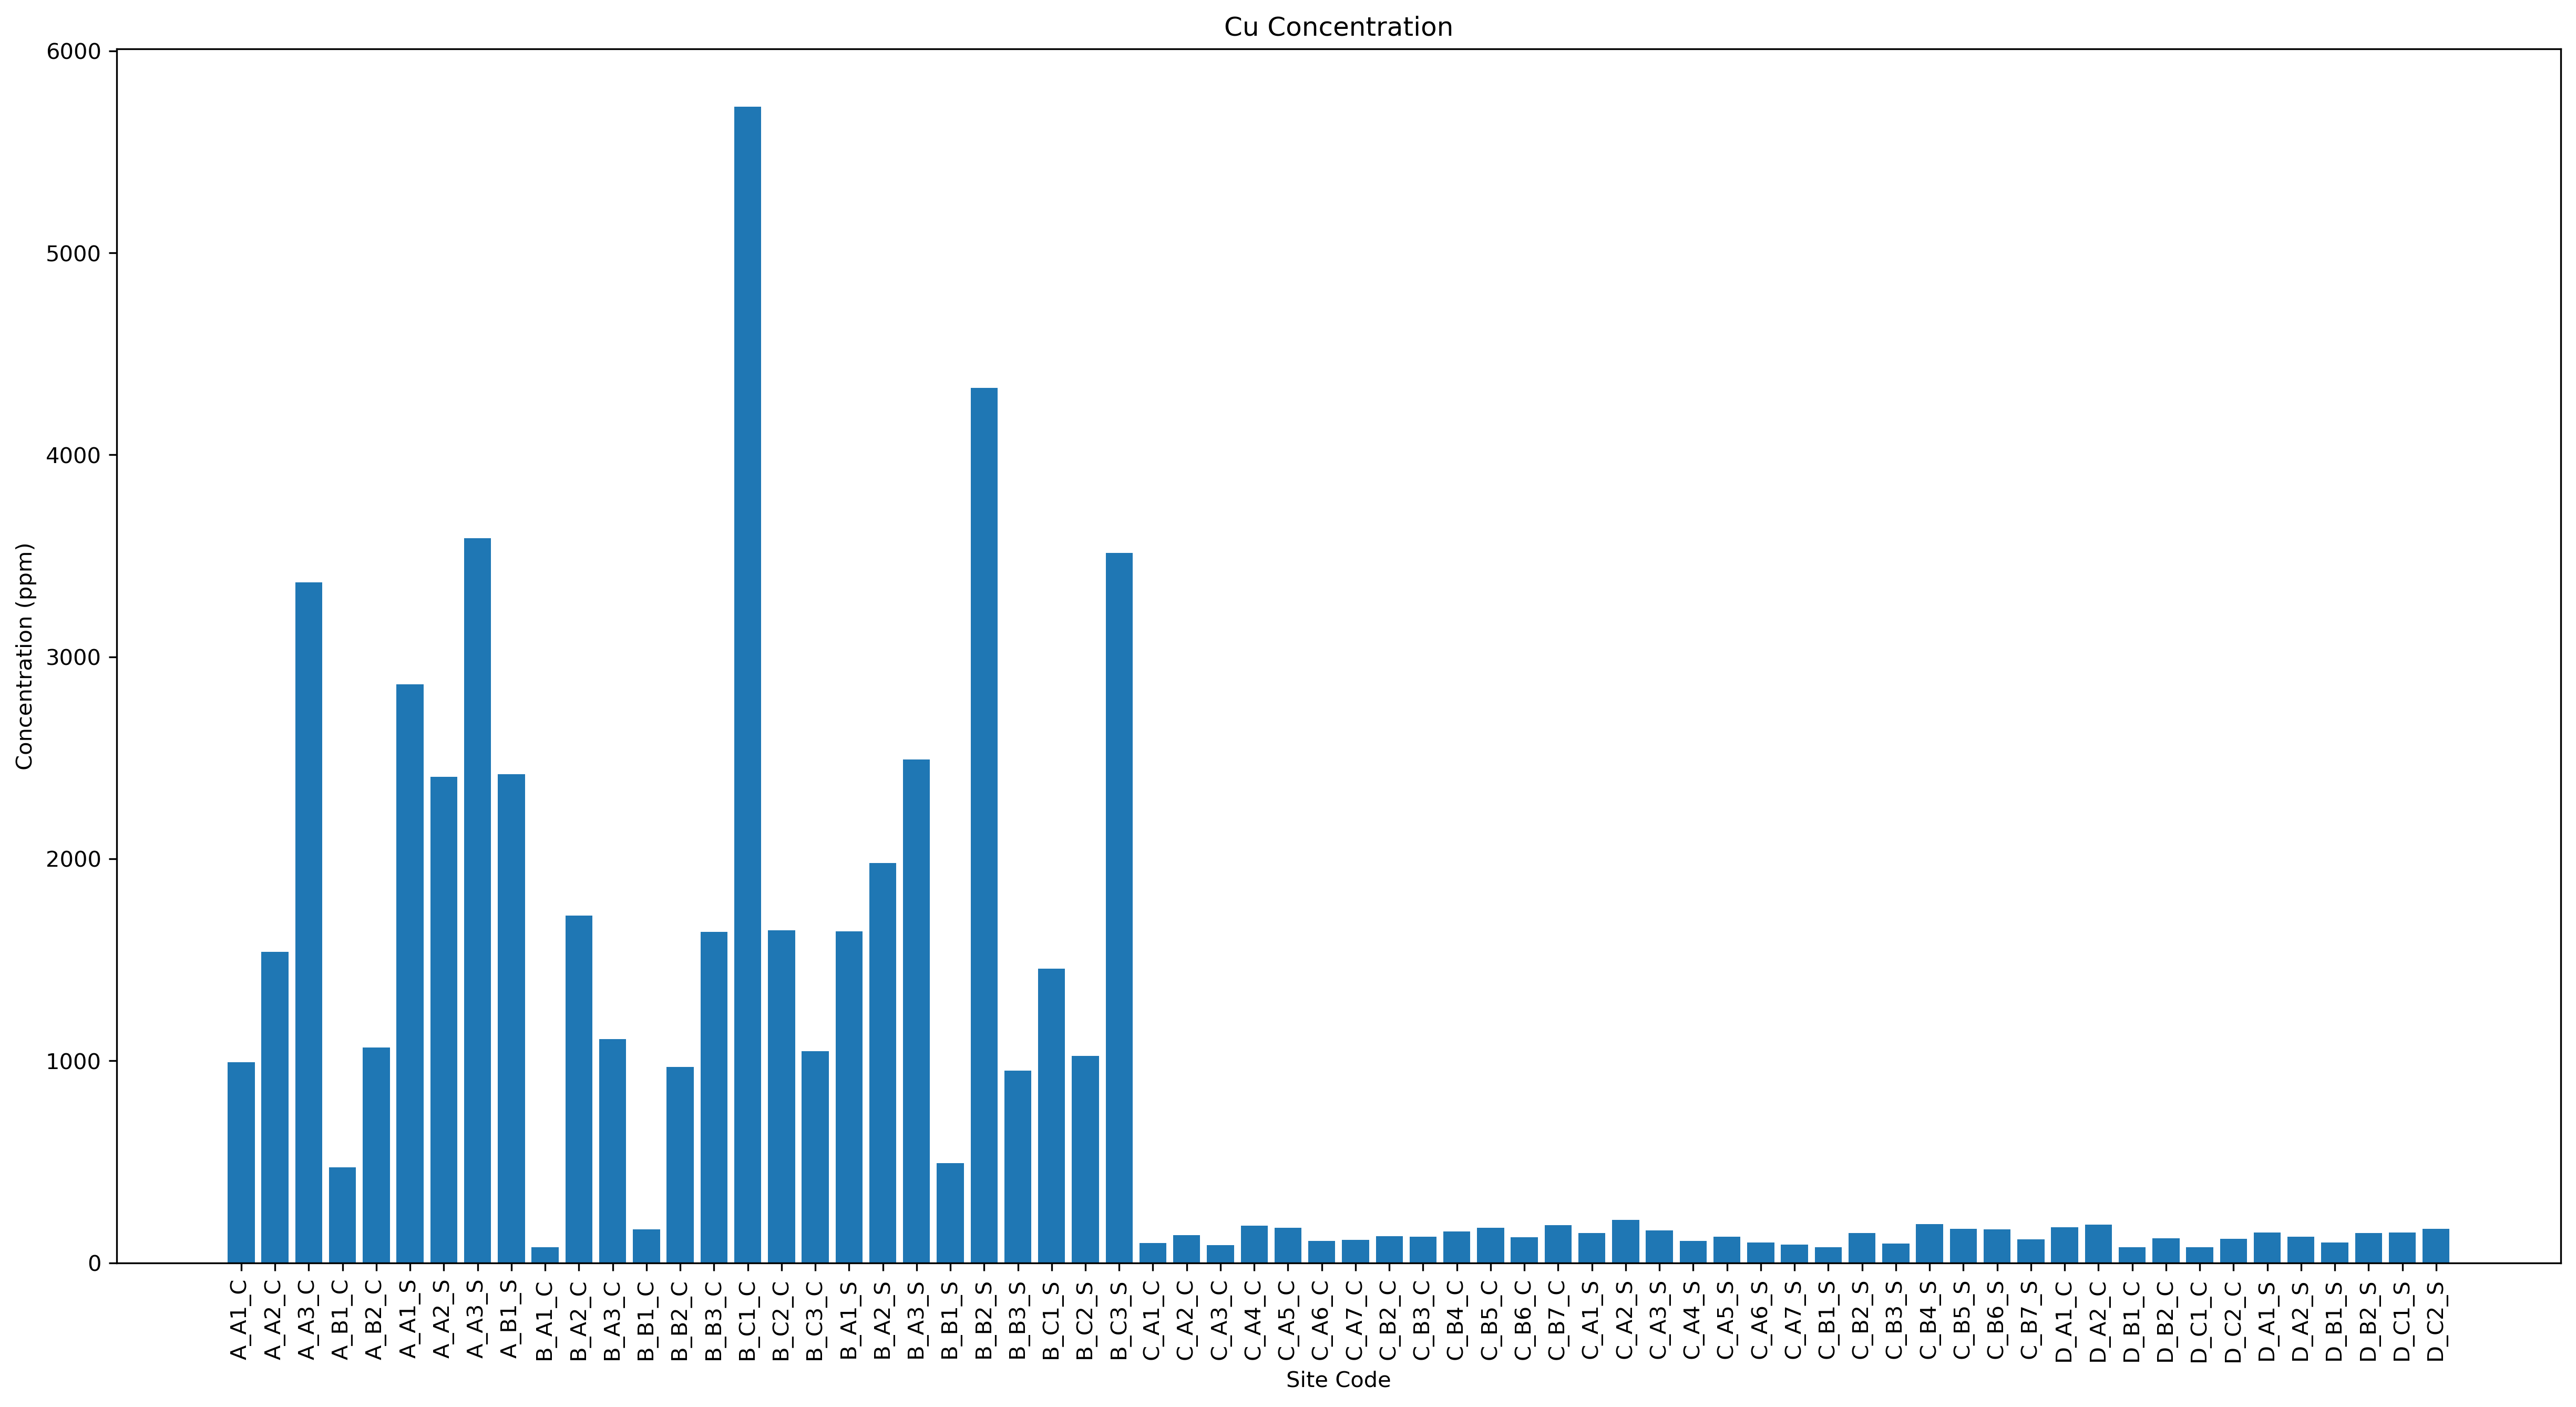 Cu Concentration
6000
5000
4000
3000
2000
1000
0
Concentration (ppm)
A_A1_C
A_A2_C
A_A3_C
A_B1_C
A_B2_C
A_A1_S
A_A2_S
A_A3_S
A_B1_S
B_A1_C
B_A2_C
B_A3_C
B_B1_C
B_B2_C
B_B3_C
B_C1_C
B_C2_C
B_C3_C
B_A1_S
B_A2_S
B_A3_S
B_B1_S
B_B2_S
B_B3_S
B_C1_S
B_C2_S
B_C3_S
C_A1_C
C_A2_C
C_A3_C
C_A4_C
C_A5_C
C_A6_C
C_A7_C
C_B2_C
C_B3_C
C_B4_C
C_B5_C
C_B6_C
C_B7_C
C_A1_S
C_A2_S
C_A3_S
C_A4_S
C_A5_S
C_A6_S
C_A7_S
C_B1_S
C_B2_S
C_B3_S
C_B4_S
C_B5_S
C_B6_S
C_B7_S
D_A1_C
D_A2_C
D_B1_C
D_B2_C
D_C1_C
D_C2_C
D_A1_S
D_A2_S
D_B1_S
D_B2_S
D_C1_S
D_C2_S
Site Code